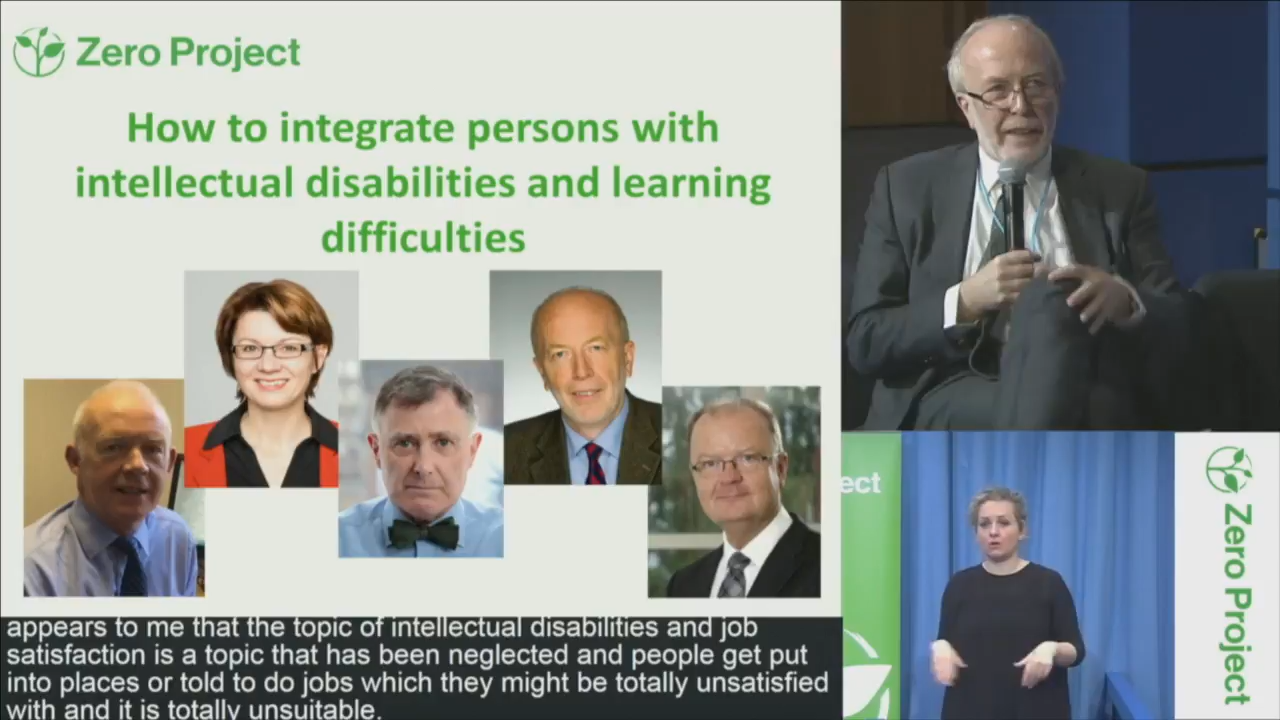 Zero Project
How to integrate persons with
intellectual disabilities and learning
difficulties
appears to me that the topic of intellectual disabilities and job
satisfaction is a topic that has been neglected and people get put
into places or told to do jobs which they might be totally unsatisfied
with and it is totally unsuitable.
ect
Zero Project